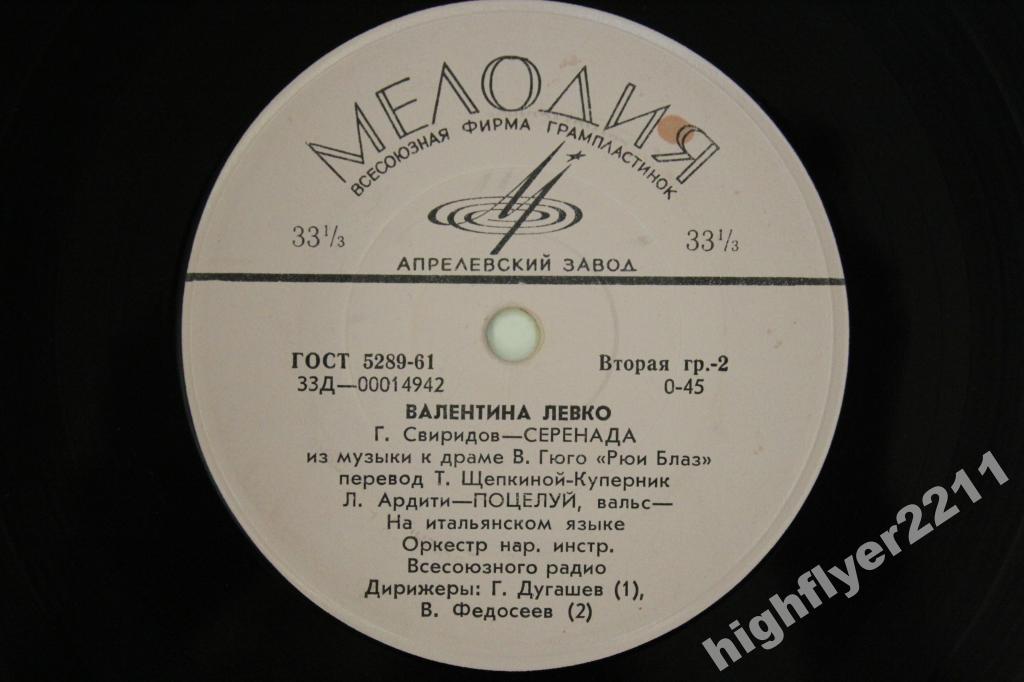 МЕЛОДИЯ
ВСЕСОЮЗНАЯ ФИРМА ГРАМПЛАСТИНОК
33⅓ 33⅓
АПРЕЛЕВСКИЙ ЗАВОД
ГОСТ 5289-61 Вторая гр.-2
33Д—00014942 0-45
ВАЛЕНТИНА ЛЕВКО
Г. Свиридов—СЕРЕНАДА
из музыки к драме В. Гюго «Рюи Блаз»
перевод Т. Щепкиной-Куперник
Л. Ардити—ПОЦЕЛУЙ, вальс—
На итальянском языке
Оркестр нар. инстр.
Всесоюзного радио
Дирижеры: Г. Дугашев (1),
В. Федосеев (2)
highflyer2211